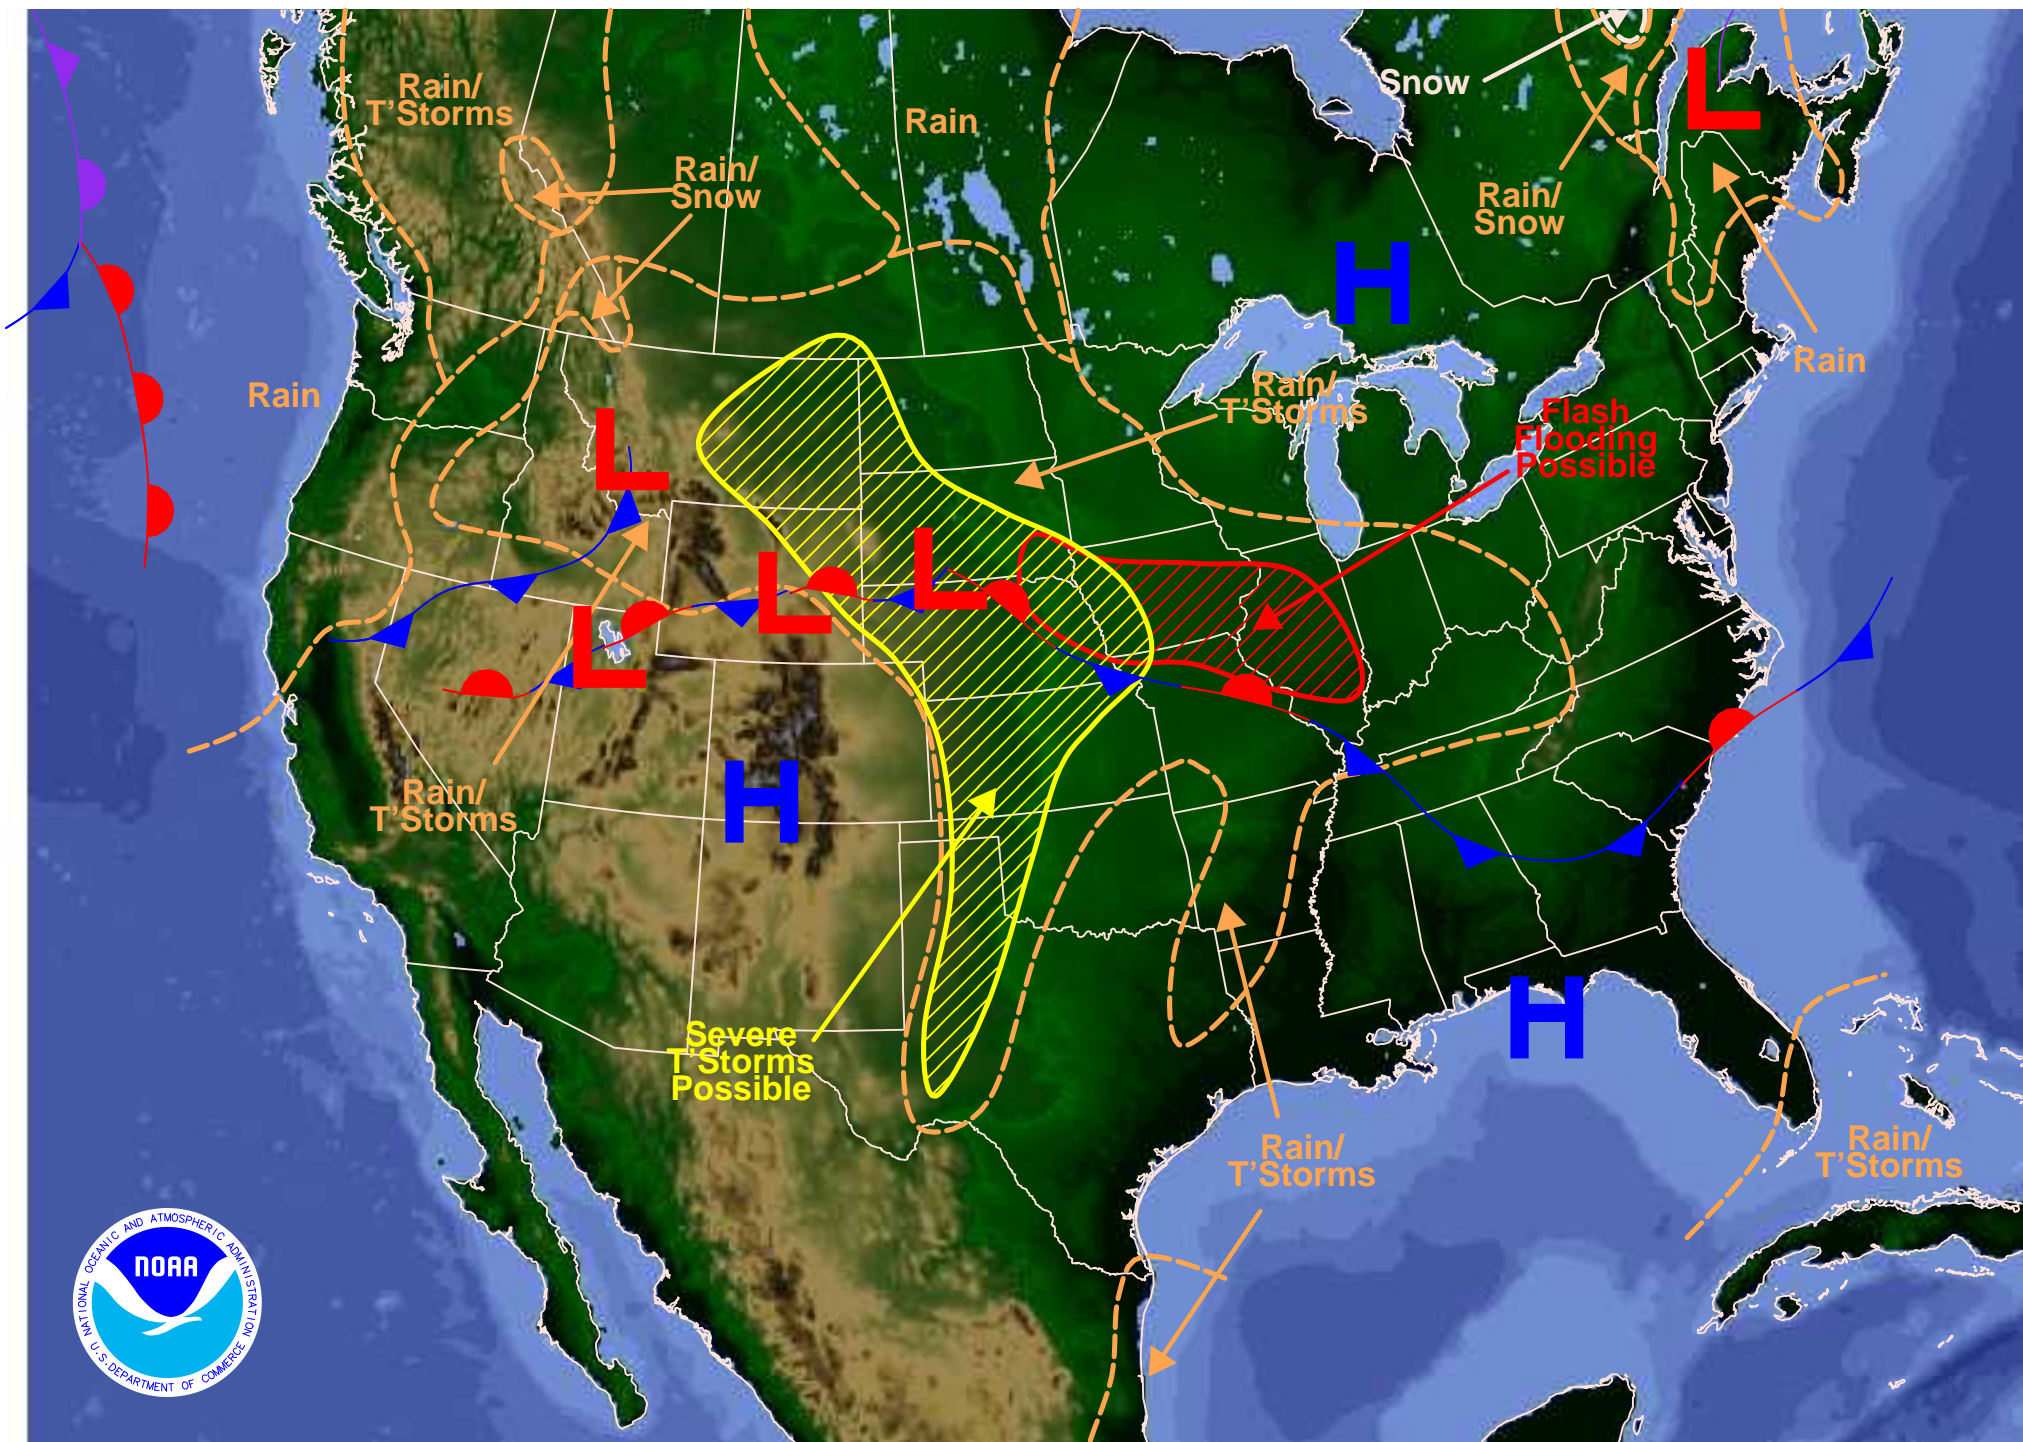 Rain/
T'Storms
Rain
Snow
Rain/
Snow
Rain/
Snow
L
H
Rain
Rain
Rain/
T'Storms
Flash
Flooding
Possible
L
L
L
L
Rain/
T'Storms
H
Severe
T'Storms
Possible
H
Rain/
T'Storms
Rain/
T'Storms
NATIONAL OCEANIC AND ATMOSPHERIC ADMINISTRATION
NOAA
U.S. DEPARTMENT OF COMMERCE